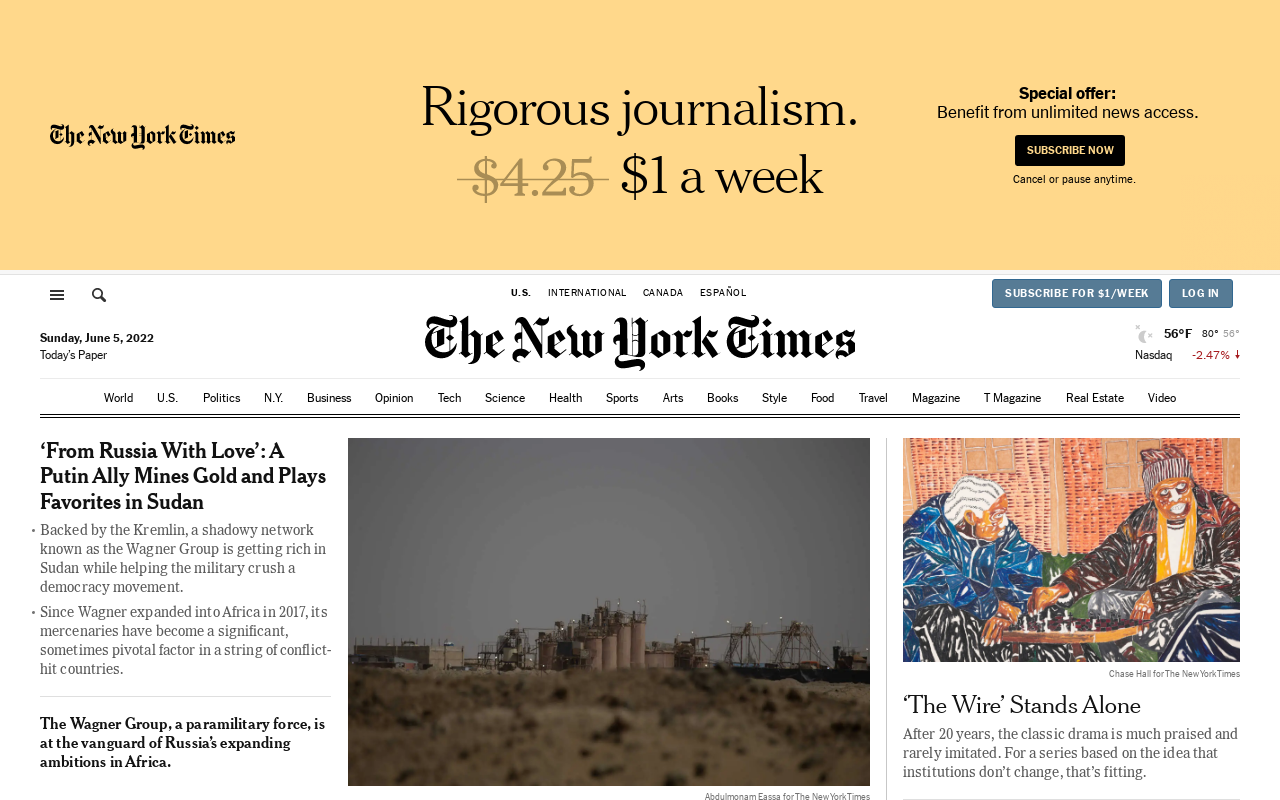 The New York Times
Rigorous journalism.
$4.25 $1 a week
Special offer:
Benefit from unlimited news access.
SUBSCRIBE NOW
Cancel or pause anytime.
U.S. INTERNATIONAL CANADA ESPAÑOL
SUBSCRIBE FOR $1/WEEK LOG IN
Sunday, June 5, 2022
Today's Paper
The New York Times
56°F 80° 56°
Nasdaq -2.47% ↓
World U.S. Politics N.Y. Business Opinion Tech Science Health Sports Arts Books Style Food Travel Magazine T Magazine Real Estate Video
‘From Russia With Love’: A
Putin Ally Mines Gold and Plays
Favorites in Sudan
• Backed by the Kremlin, a shadowy network
known as the Wagner Group is getting rich in
Sudan while helping the military crush a
democracy movement.
• Since Wagner expanded into Africa in 2017, its
mercenaries have become a significant,
sometimes pivotal factor in a string of conflict-
hit countries.
The Wagner Group, a paramilitary force, is
at the vanguard of Russia’s expanding
ambitions in Africa.
Abdulmonam Eassa for The New York Times
Chase Hall for The New York Times
‘The Wire’ Stands Alone
After 20 years, the classic drama is much praised and
rarely imitated. For a series based on the idea that
institutions don’t change, that’s fitting.